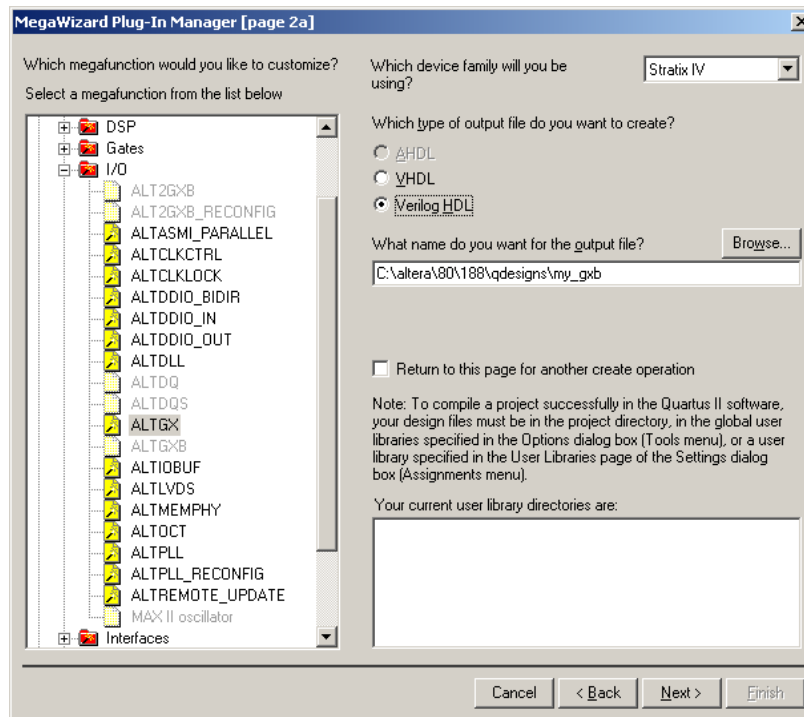 MegaWizard Plug-In Manager [page 2a]
Which megafunction would you like to customize?
Select a megafunction from the list below
DSP
Gates
I/O
ALT2GXB
ALT2GXB_RECONFIG
ALTASMI_PARALLEL
ALTCLKCTRL
ALTCLKLOCK
ALTDDIO_BIDIR
ALTDDIO_IN
ALTDDIO_OUT
ALTDLL
ALTDQ
ALTDQS
ALTGX
ALTGXB
ALTIOBUF
ALTLVDS
ALTMEMPHY
ALTOCT
ALTPLL
ALTPLL_RECONFIG
ALTREMOTE_UPDATE
MAX II oscillator
Interfaces
Which device family will you be
using?
Stratix IV
Which type of output file do you want to create?
AHDL
VHDL
Verilog HDL
What name do you want for the output file?
Browse...
C:\altera\80\188\qdesigns\my_gxb
Return to this page for another create operation
Note: To compile a project successfully in the Quartus II software,
your design files must be in the project directory, in the global user
libraries specified in the Options dialog box (Tools menu), or a user
library specified in the User Libraries page of the Settings dialog
box (Assignments menu).
Your current user library directories are:
Cancel
< Back
Next >
Finish